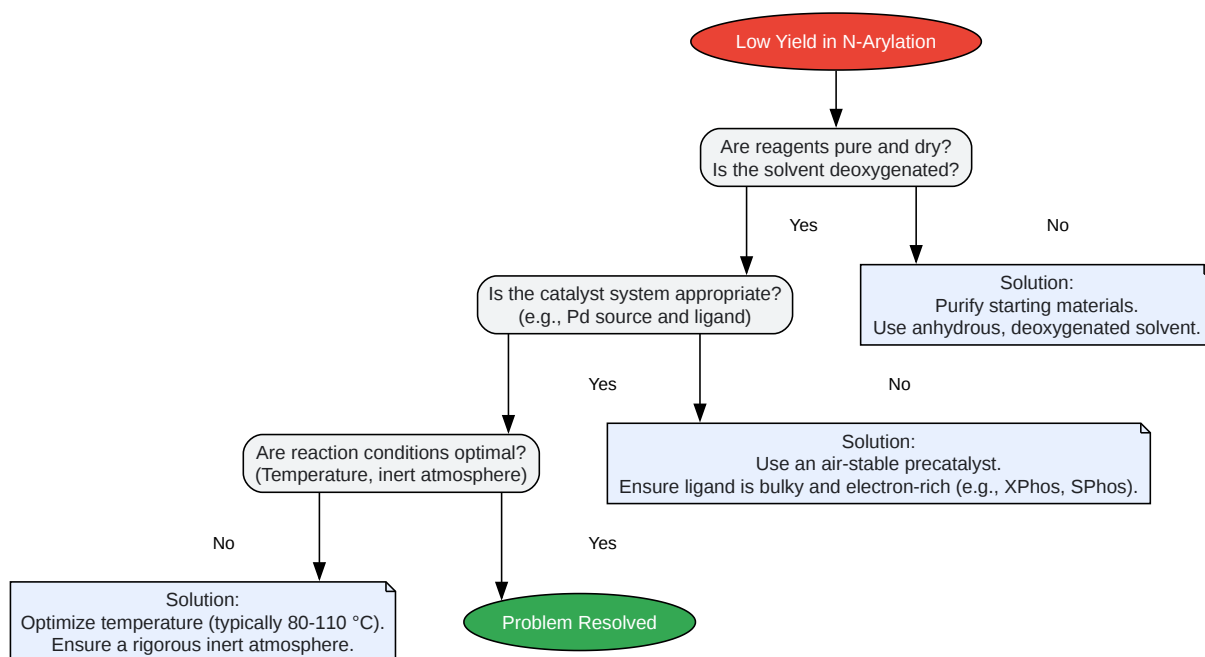 Low Yield in N-Arylation
Are reagents pure and dry?
Is the solvent deoxygenated?
Yes
No
Solution:
Purify starting materials.
Use anhydrous, deoxygenated solvent.
Is the catalyst system appropriate?
(e.g., Pd source and ligand)
Yes
No
Solution:
Use an air-stable precatalyst.
Ensure ligand is bulky and electron-rich (e.g., XPhos, SPhos).
Are reaction conditions optimal?
(Temperature, inert atmosphere)
No
Yes
Solution:
Optimize temperature (typically 80-110 °C).
Ensure a rigorous inert atmosphere.
Problem Resolved